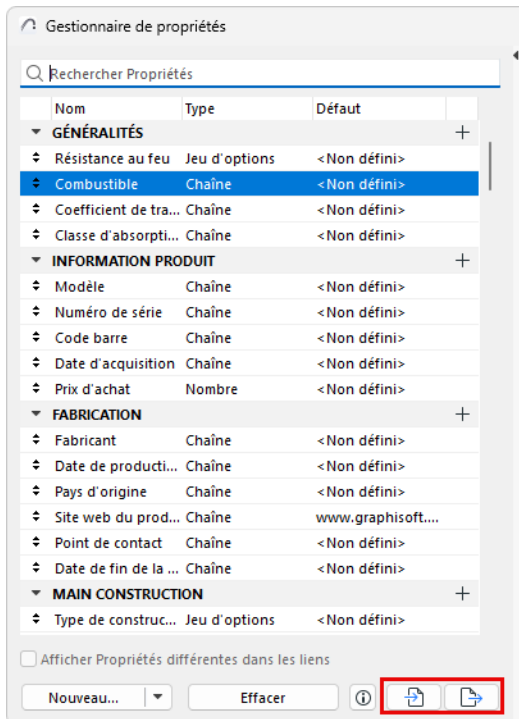 Gestionnaire de propriétés
Rechercher Propriétés
Nom Type Défaut
GÉNÉRALITÉS
Résistance au feu Jeu d'options <Non défini>
Combustible Chaîne <Non défini>
Coefficient de tra... Chaîne <Non défini>
Classe d'absorpti... Chaîne <Non défini>
INFORMATION PRODUIT
Modèle Chaîne <Non défini>
Numéro de série Chaîne <Non défini>
Code barre Chaîne <Non défini>
Date d'acquisition Chaîne <Non défini>
Prix d'achat Nombre <Non défini>
FABRICATION
Fabricant Chaîne <Non défini>
Date de producti... Chaîne <Non défini>
Pays d'origine Chaîne <Non défini>
Site web du prod... Chaîne www.graphisoft....
Point de contact Chaîne <Non défini>
Date de fin de la ... Chaîne <Non défini>
MAIN CONSTRUCTION
Type de construc... Jeu d'options <Non défini>
Afficher Propriétés différentes dans les liens
Nouveau... Effacer